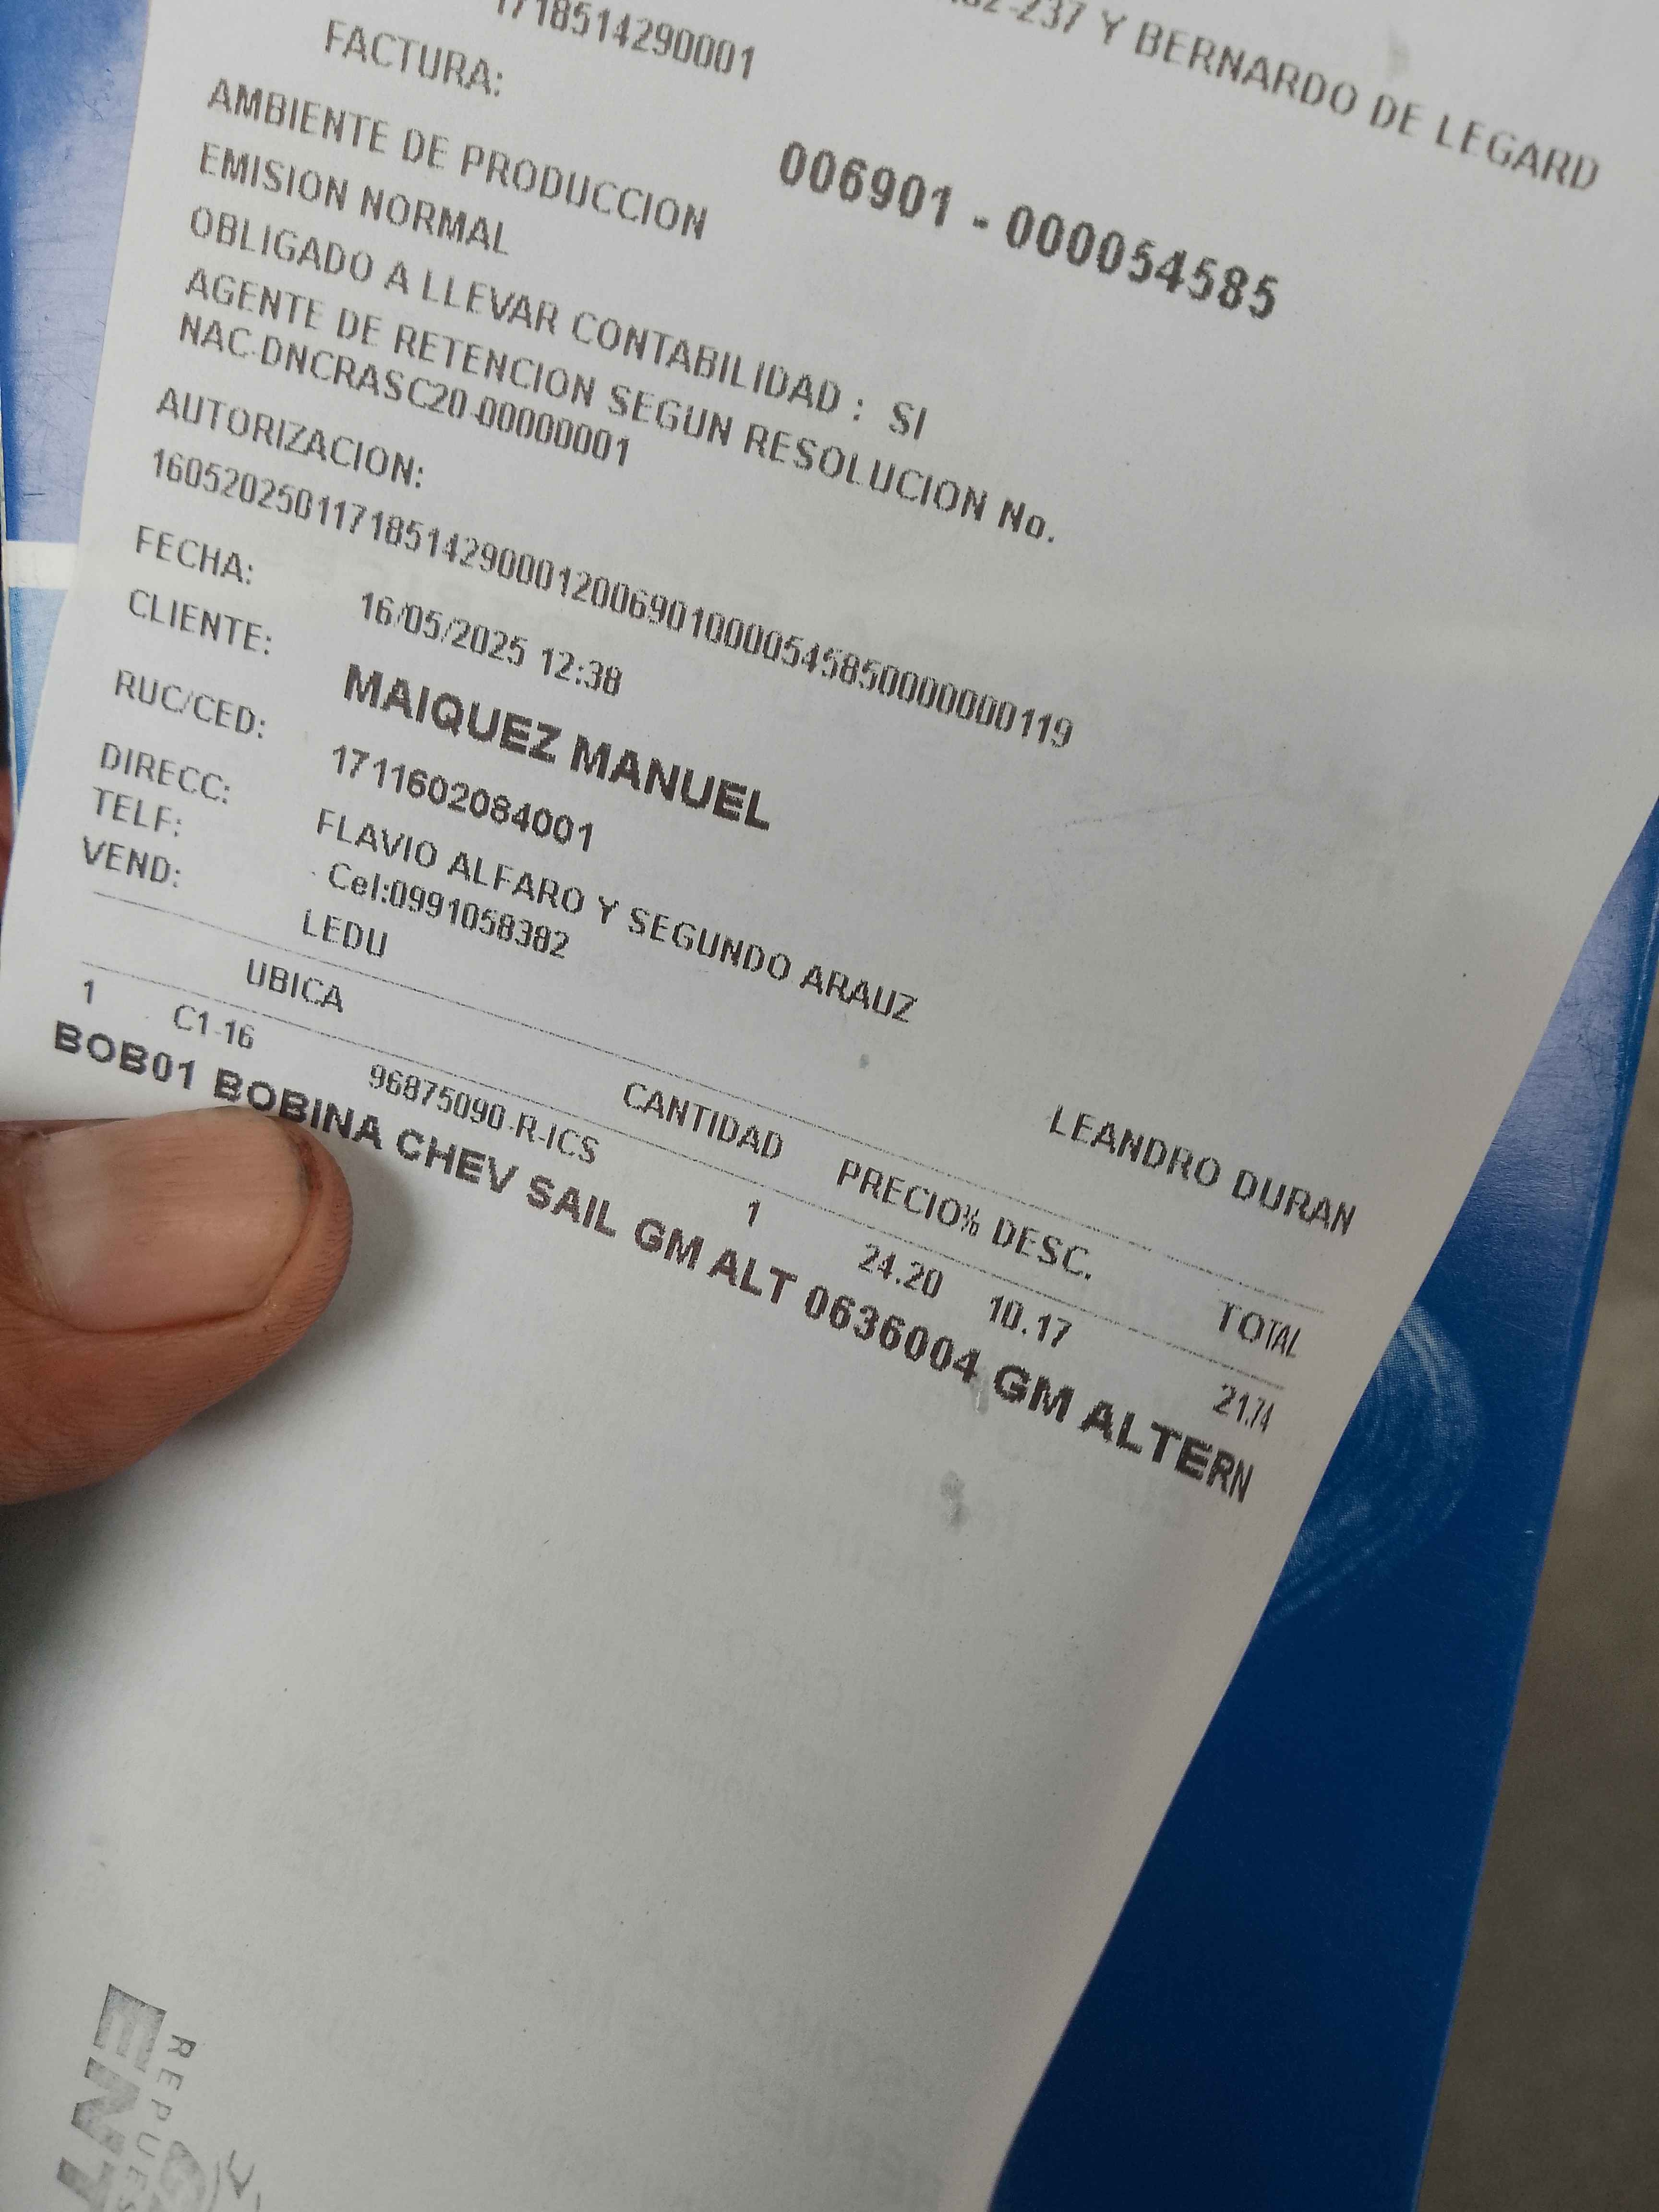 -237 Y BERNARDO DE LEGARD
1718514290001
FACTURA: 006901 - 000054585
AMBIENTE DE PRODUCCION
EMISION NORMAL
OBLIGADO A LLEVAR CONTABILIDAD : SI
AGENTE DE RETENCION SEGUN RESOLUCION No.
NAC-DNCRASC20-00000001
AUTORIZACION:
1605202501171851429000120069010000545850000000119
FECHA: 16/05/2025 12:38
CLIENTE: MAIQUEZ MANUEL
RUC/CED: 1711602084001
DIRECC: FLAVIO ALFARO Y SEGUNDO ARAUZ
TELF: Cel:0991058382
VEND: LEDU LEANDRO DURAN
UBICA CANTIDAD PRECIO% DESC. TOTAL
1 C1-16 96875090-R-ICS 1 24.20 10.17 21.74
BOB01 BOBINA CHEV SAIL GM ALT 0636004 GM ALTERN